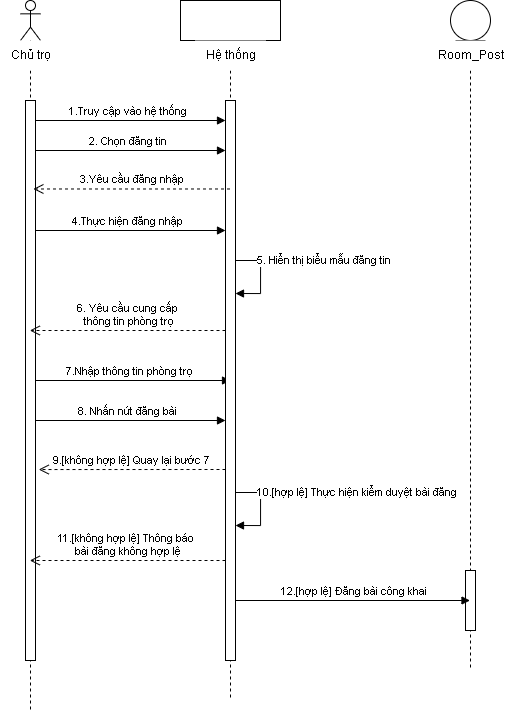 Chủ trọ
Hệ thống
Room_Post
1.Truy cập vào hệ thống
2. Chọn đăng tin
3.Yêu cầu đăng nhập
4.Thực hiện đăng nhập
5. Hiển thị biểu mẫu đăng tin
6. Yêu cầu cung cấp
thông tin phòng trọ
7.Nhập thông tin phòng trọ
8. Nhấn nút đăng bài
9.[không hợp lệ] Quay lại bước 7
10.[hợp lệ] Thực hiện kiểm duyệt bài đăng
11.[không hợp lệ] Thông báo
bài đăng không hợp lệ
12.[hợp lệ] Đăng bài công khai